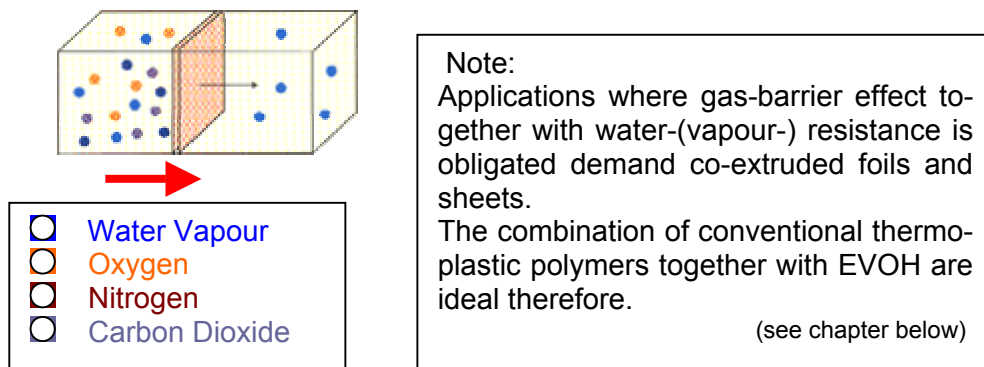 Water Vapour
Oxygen
Nitrogen
Carbon Dioxide
Note:
Applications where gas-barrier effect to-
gether with water-(vapour-) resistance is
obligated demand co-extruded foils and
sheets.
The combination of conventional thermo-
plastic polymers together with EVOH are
ideal therefore.
(see chapter below)